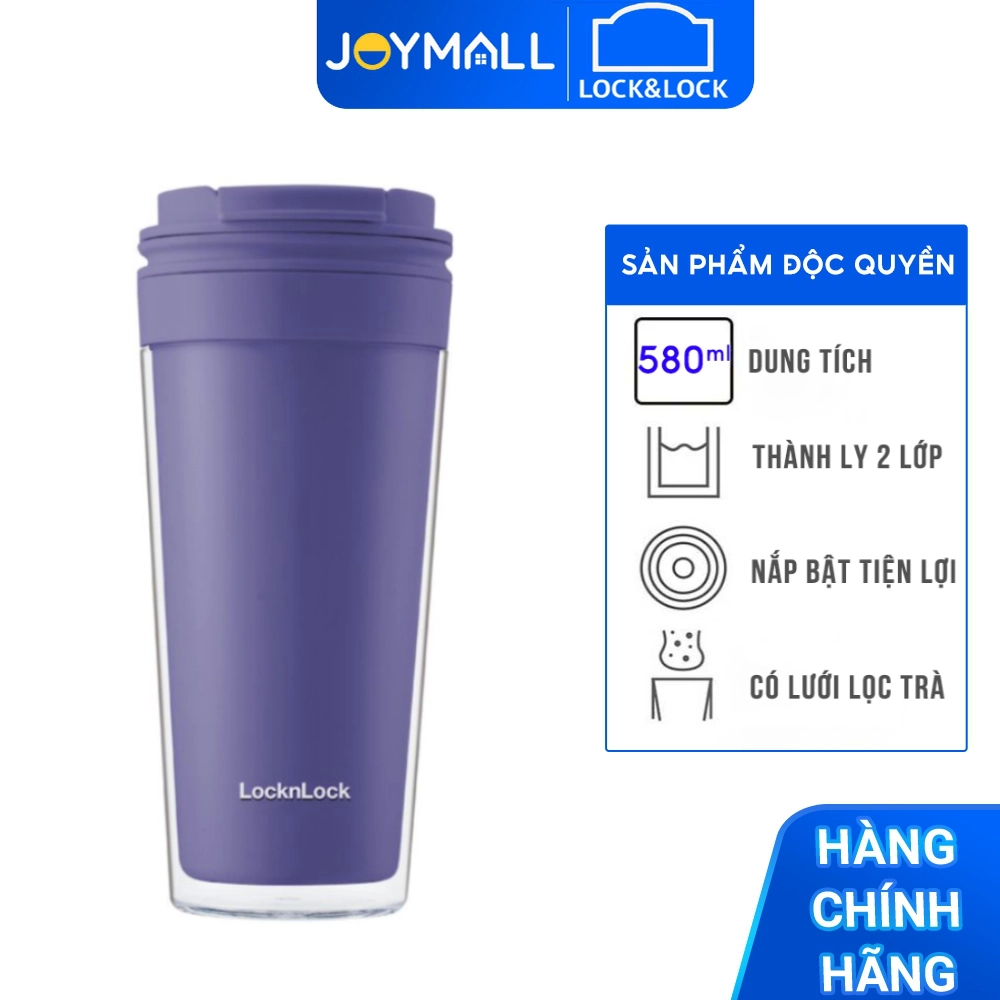 JOYMALL
LOCK&LOCK
SẢN PHẨM ĐỘC QUYỀN
580ml DUNG TÍCH
THÀNH LY 2 LỚP
NẮP BẬT TIỆN LỢI
CÓ LƯỚI LỌC TRÀ
LocknLock
HÀNG
CHÍNH
HÃNG